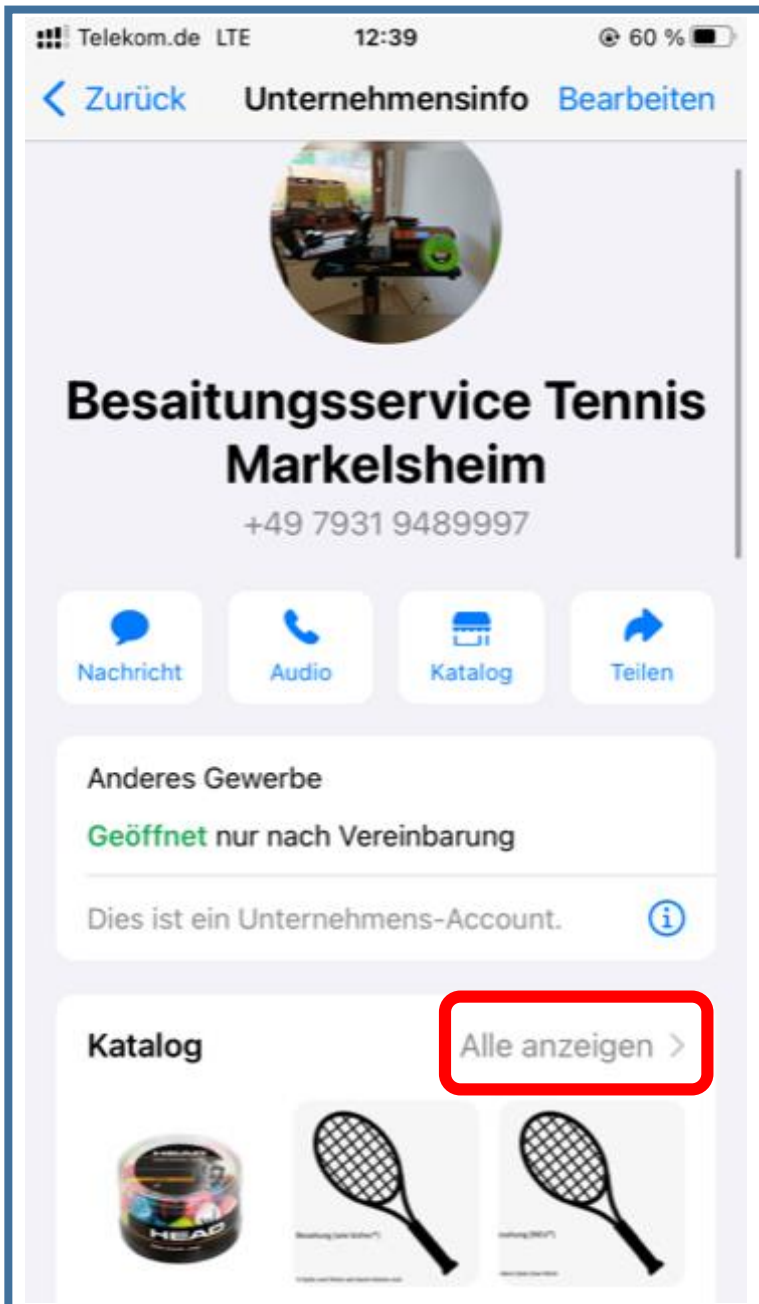 Telekom.de LTE 12:39 60 %
Zurück Unternehmensinfo Bearbeiten
Besaitungsservice Tennis
Markelsheim
+49 7931 9489997
Nachricht Audio Katalog Teilen
Anderes Gewerbe
Geöffnet nur nach Vereinbarung
Dies ist ein Unternehmens-Account.
Katalog Alle anzeigen
HEAD
HEAD